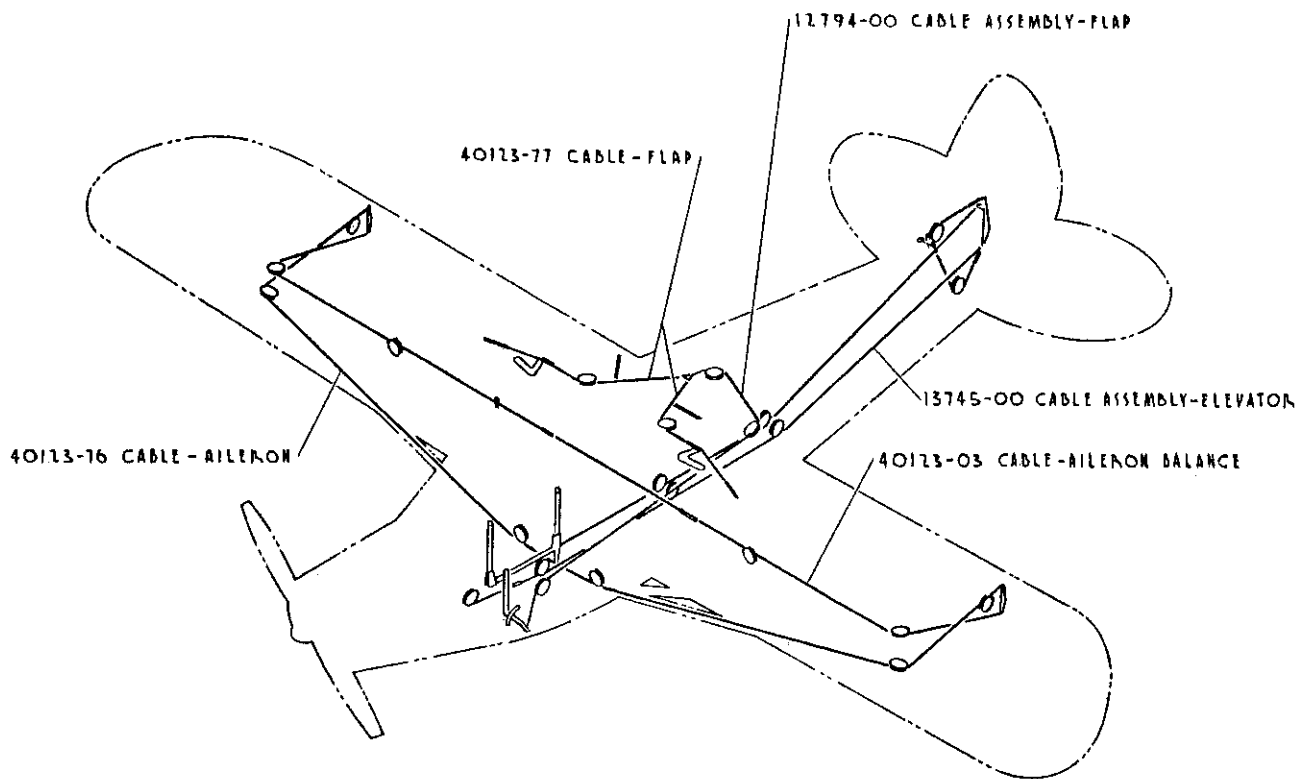 12794-00 CABLE ASSEMBLY-FLAP
40123-77 CABLE-FLAP
13745-00 CABLE ASSEMBLY-ELEVATOR
40123-76 CABLE-AILERON
40123-03 CABLE-AILERON BALANCE